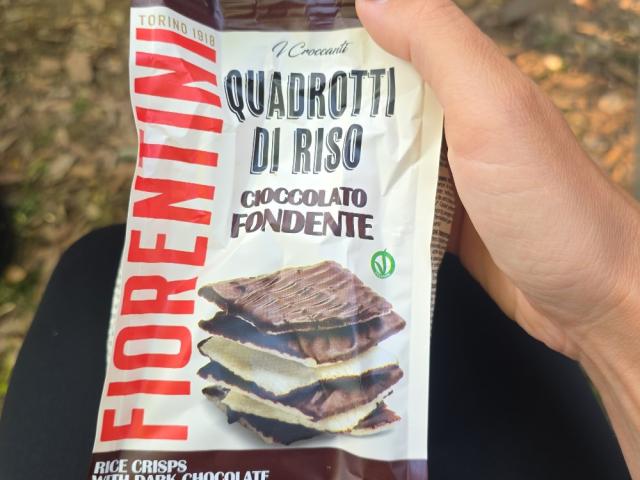 TORINO 1918
FIORENTINI
I Croccanti
QUADROTTI
DI RISO
CIOCCOLATO
FONDENTE
RICE CRISPS
WITH DARK CHOCOLATE